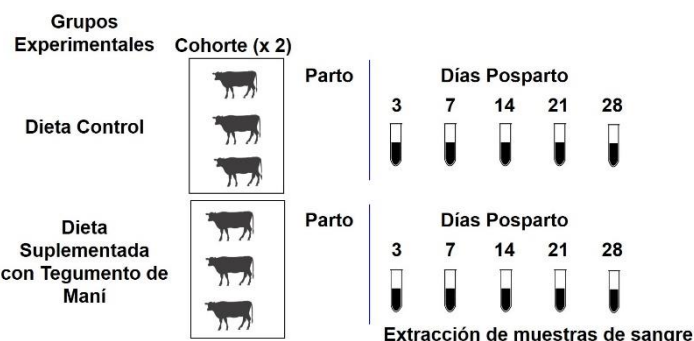 Grupos
Experimentales
Cohorte (x 2)
Parto
Días Posparto
3 7 14 21 28
Dieta Control
Parto
Días Posparto
3 7 14 21 28
Dieta
Suplementada
con Tegumento de
Maní
Extracción de muestras de sangre